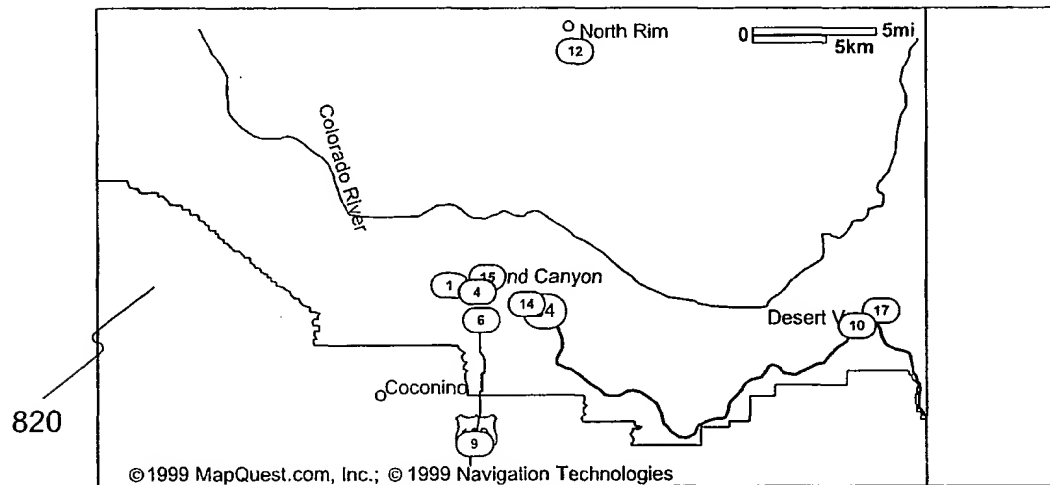 North Rim
12
0 5mi
5km
Colorado River
1
15
nd Canyon
4
14
4
6
Desert V
17
10
Coconino
9
820
©1999 MapQuest.com, Inc.; © 1999 Navigation Technologies